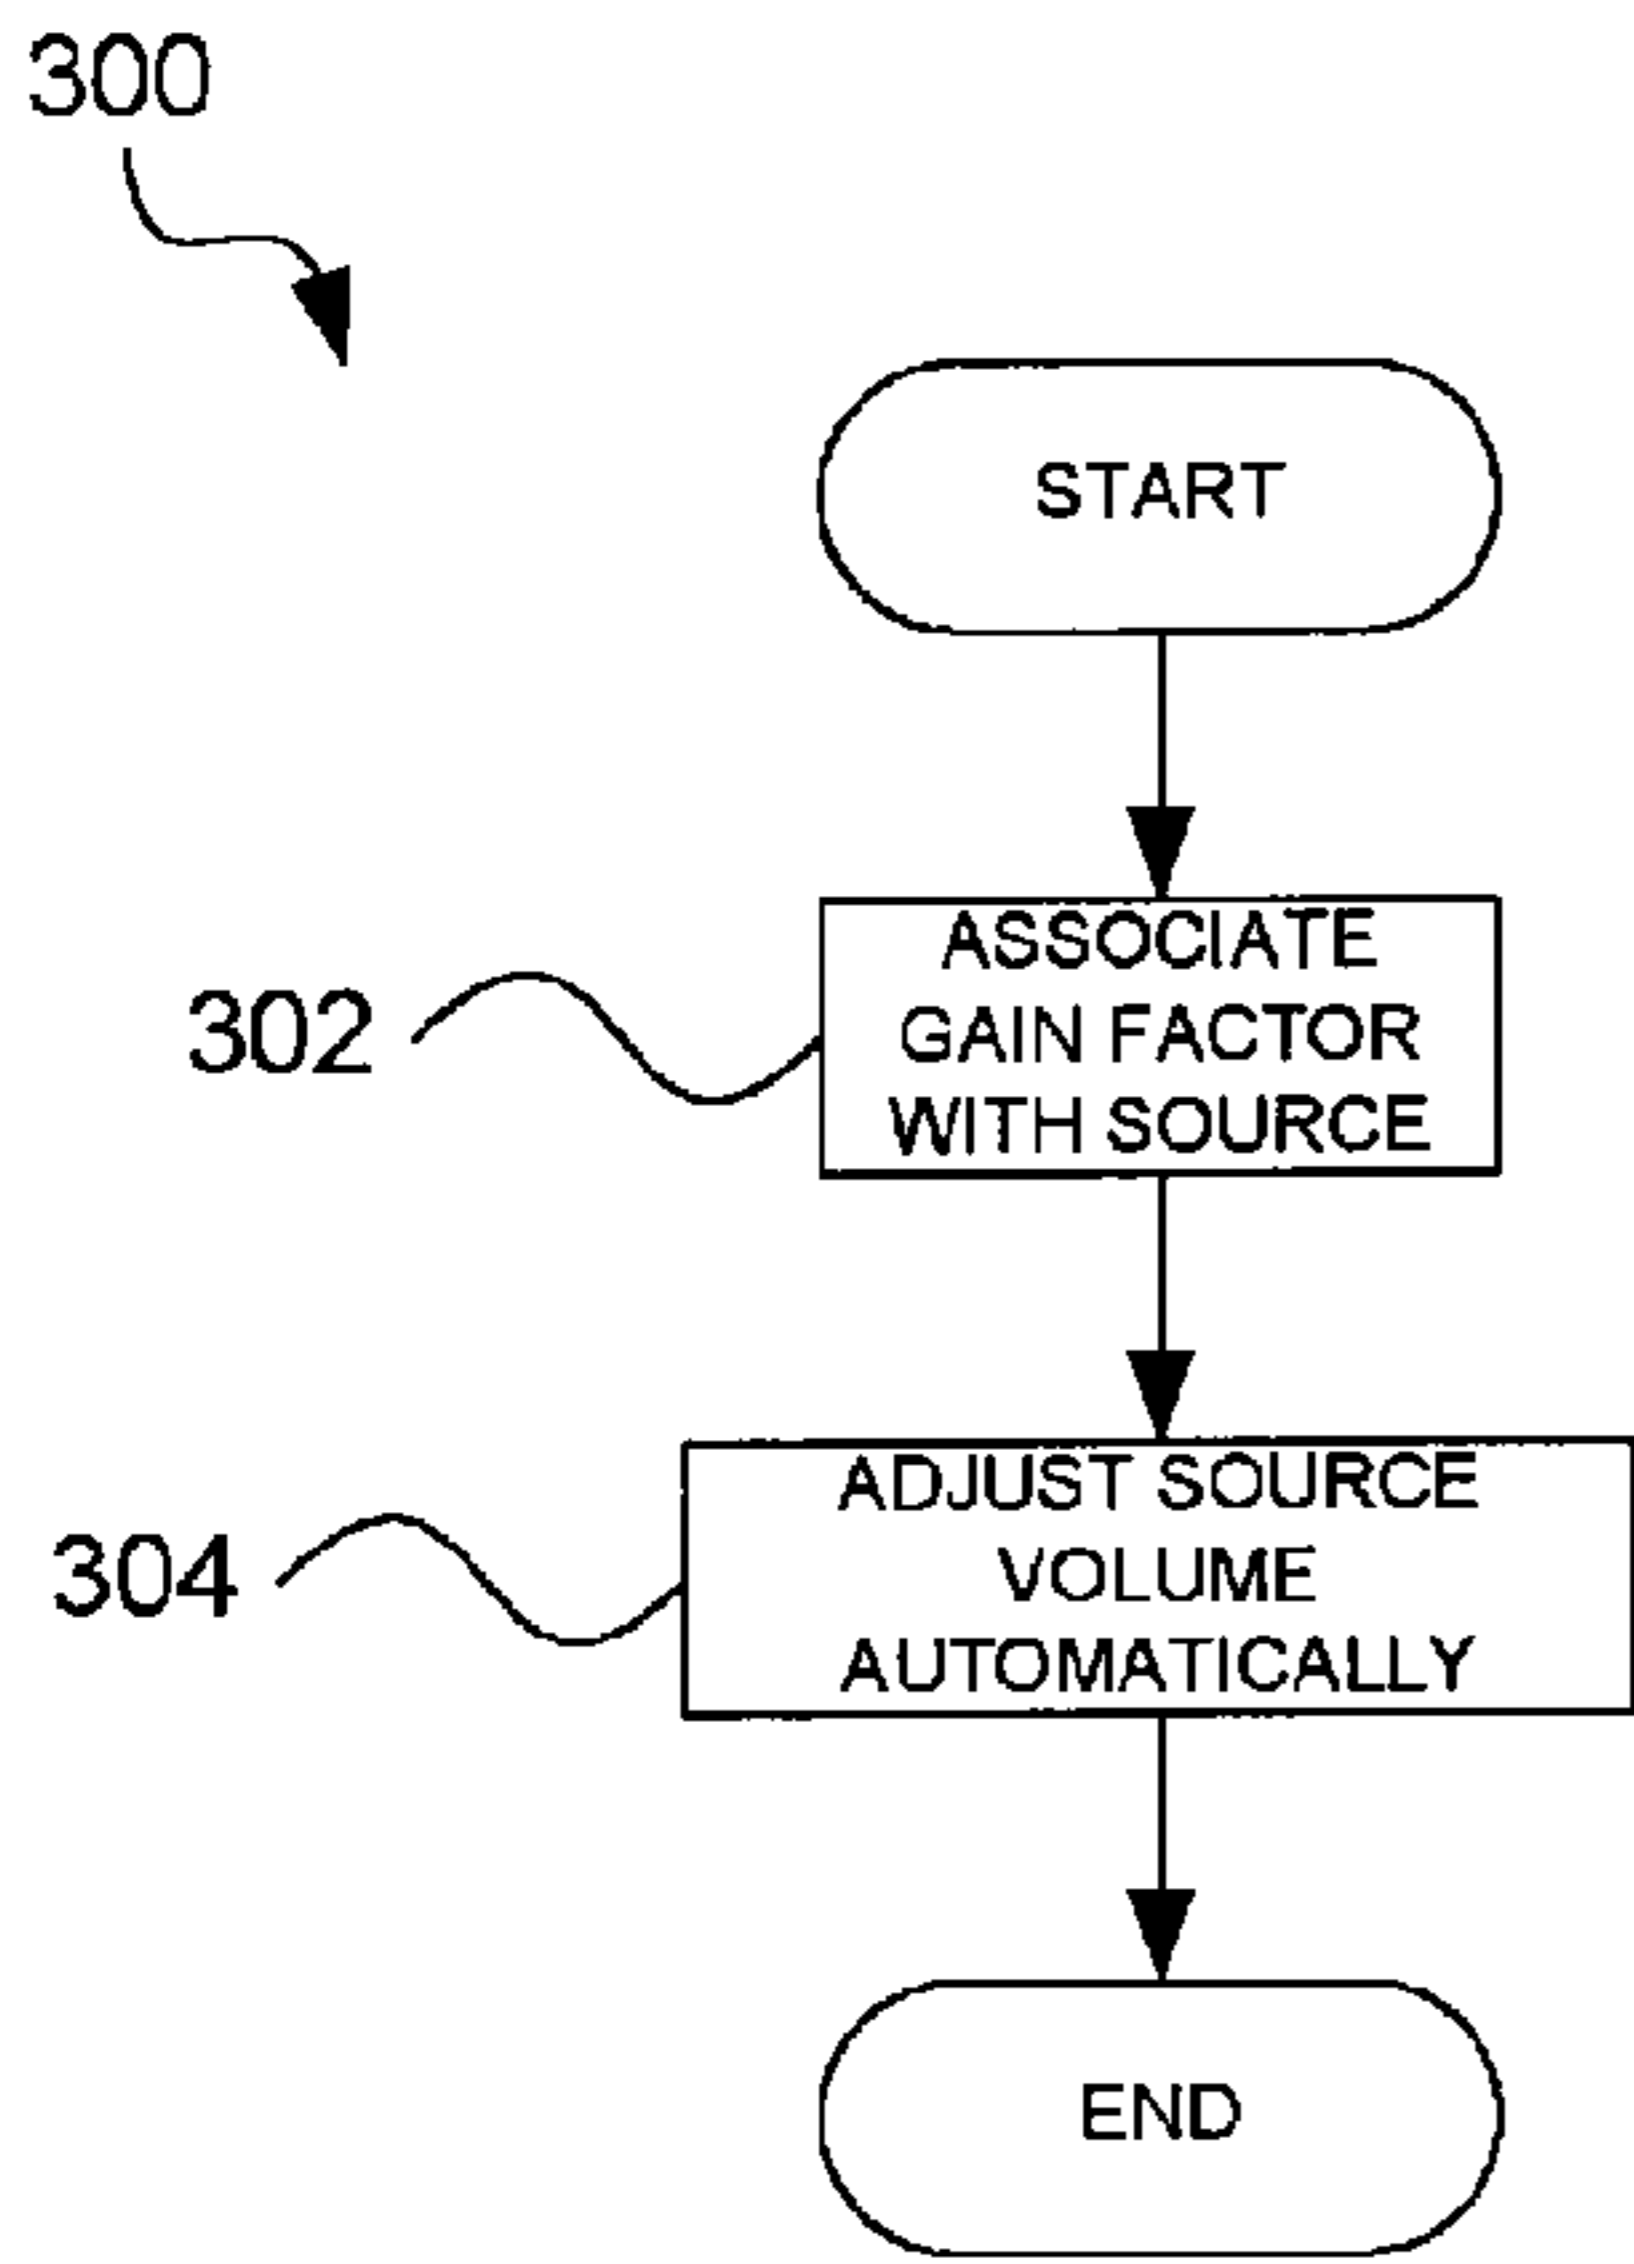 300
START
302
ASSOCIATE
GAIN FACTOR
WITH SOURCE
304
ADJUST SOURCE
VOLUME
AUTOMATICALLY
END